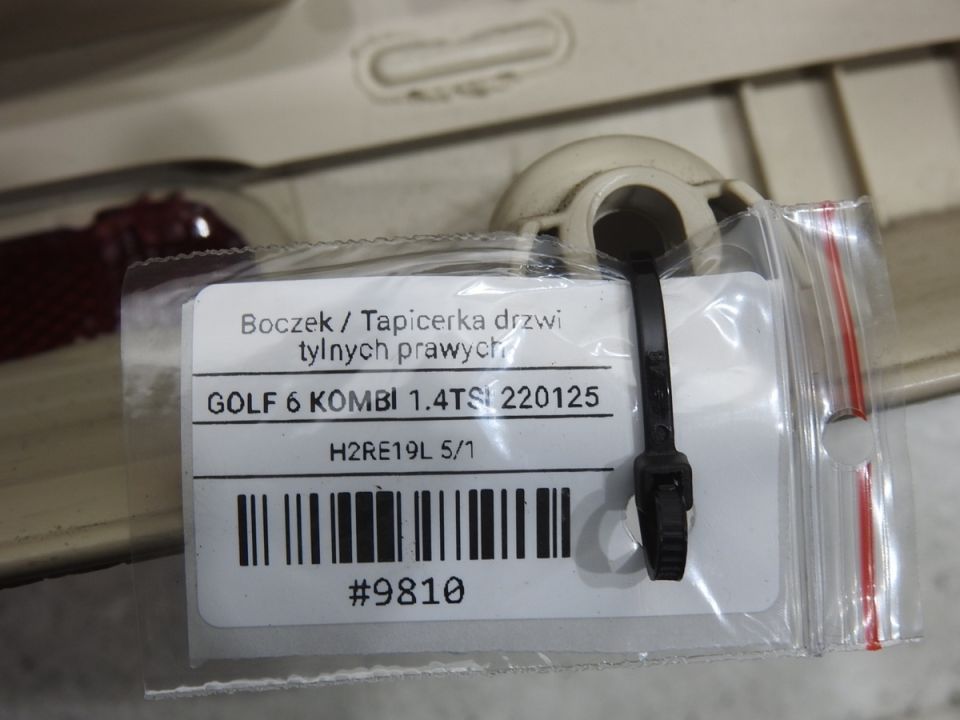 Boczek / Tapicerka drzwi
tylnych prawych
GOLF 6 KOMBI 1.4TSI 220125
H2RE19L 5/1
#9810